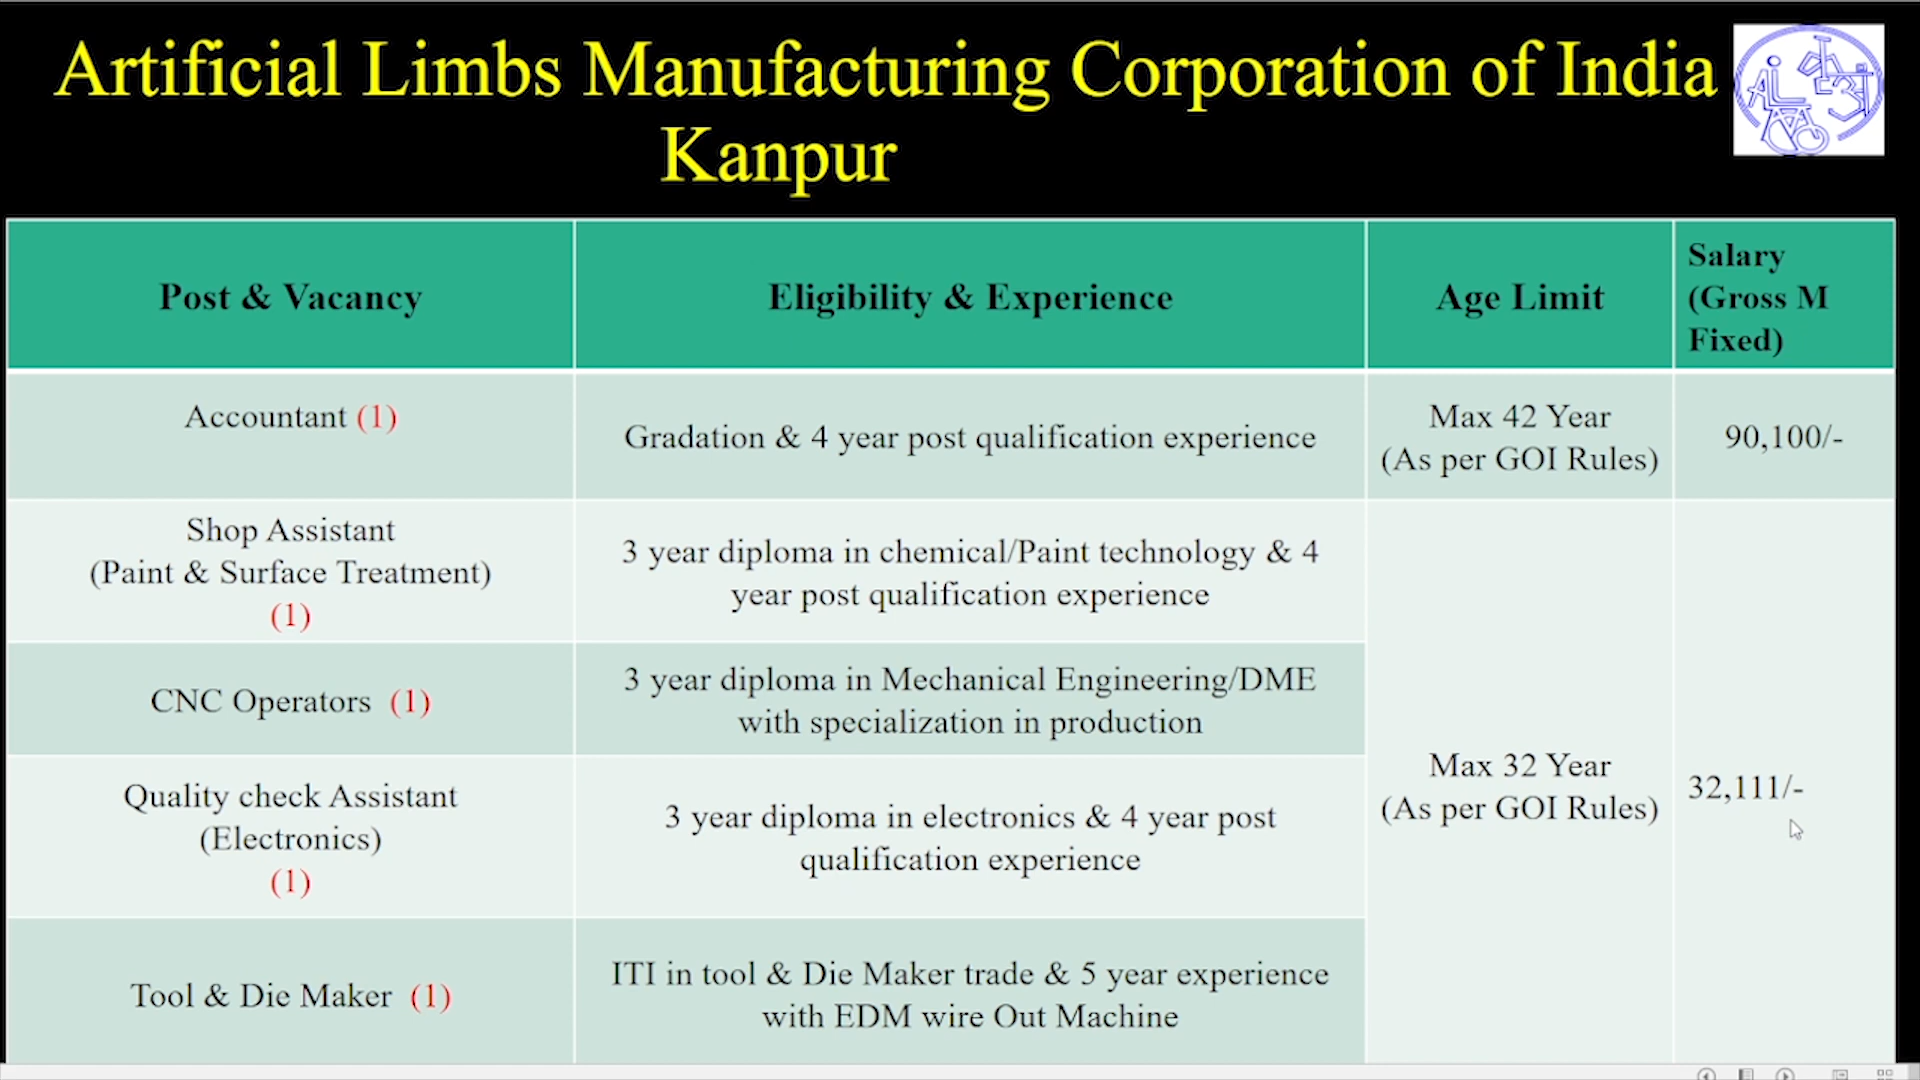 Artificial Limbs Manufacturing Corporation of India
Kanpur
Post & Vacancy
Eligibility & Experience
Age Limit
Salary
(Gross M
Fixed)
Accountant (1)
Gradation & 4 year post qualification experience
Max 42 Year
(As per GOI Rules)
90,100/-
Shop Assistant
(Paint & Surface Treatment)
(1)
3 year diploma in chemical/Paint technology & 4
year post qualification experience
CNC Operators (1)
3 year diploma in Mechanical Engineering/DME
with specialization in production
Quality check Assistant
(Electronics)
(1)
3 year diploma in electronics & 4 year post
qualification experience
Tool & Die Maker (1)
ITI in tool & Die Maker trade & 5 year experience
with EDM wire Out Machine
Max 32 Year
(As per GOI Rules)
32,111/-